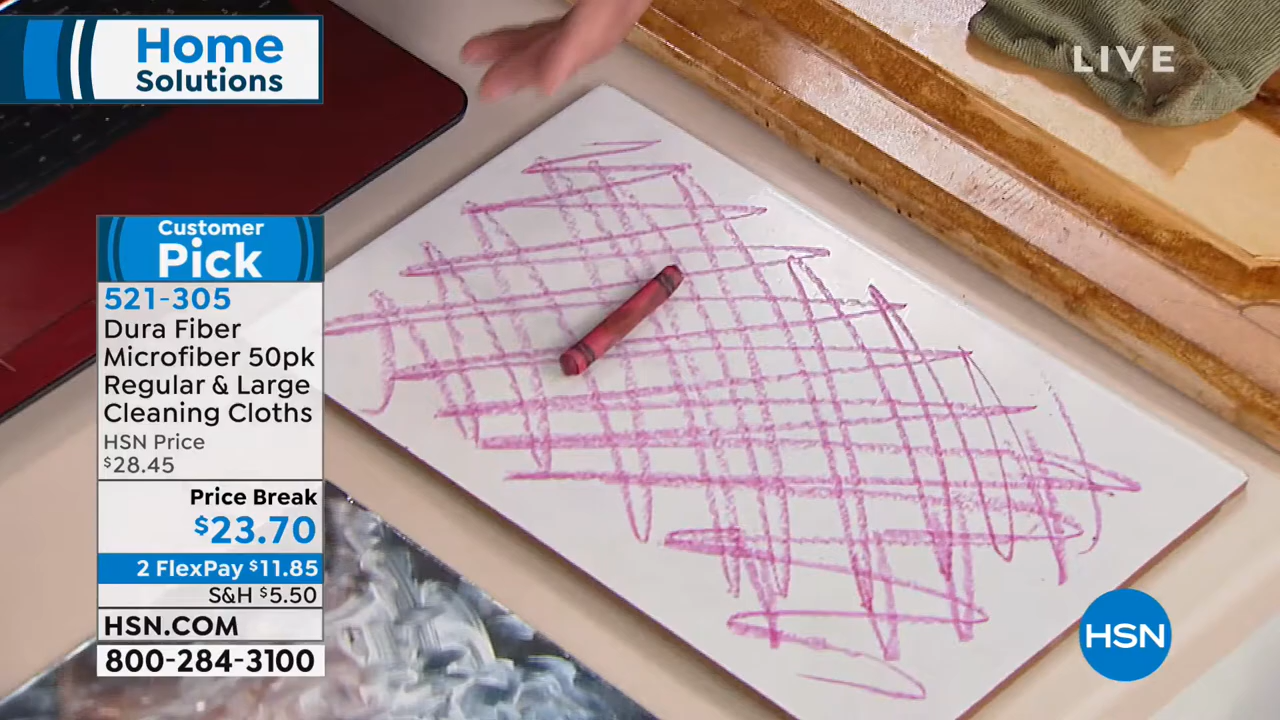 Home
Solutions
LIVE
Customer
Pick
521-305
Dura Fiber
Microfiber 50pk
Regular & Large
Cleaning Cloths
HSN Price
$28.45
Price Break
$23.70
2 FlexPay $11.85
S&H $5.50
HSN.COM
800-284-3100
HSN